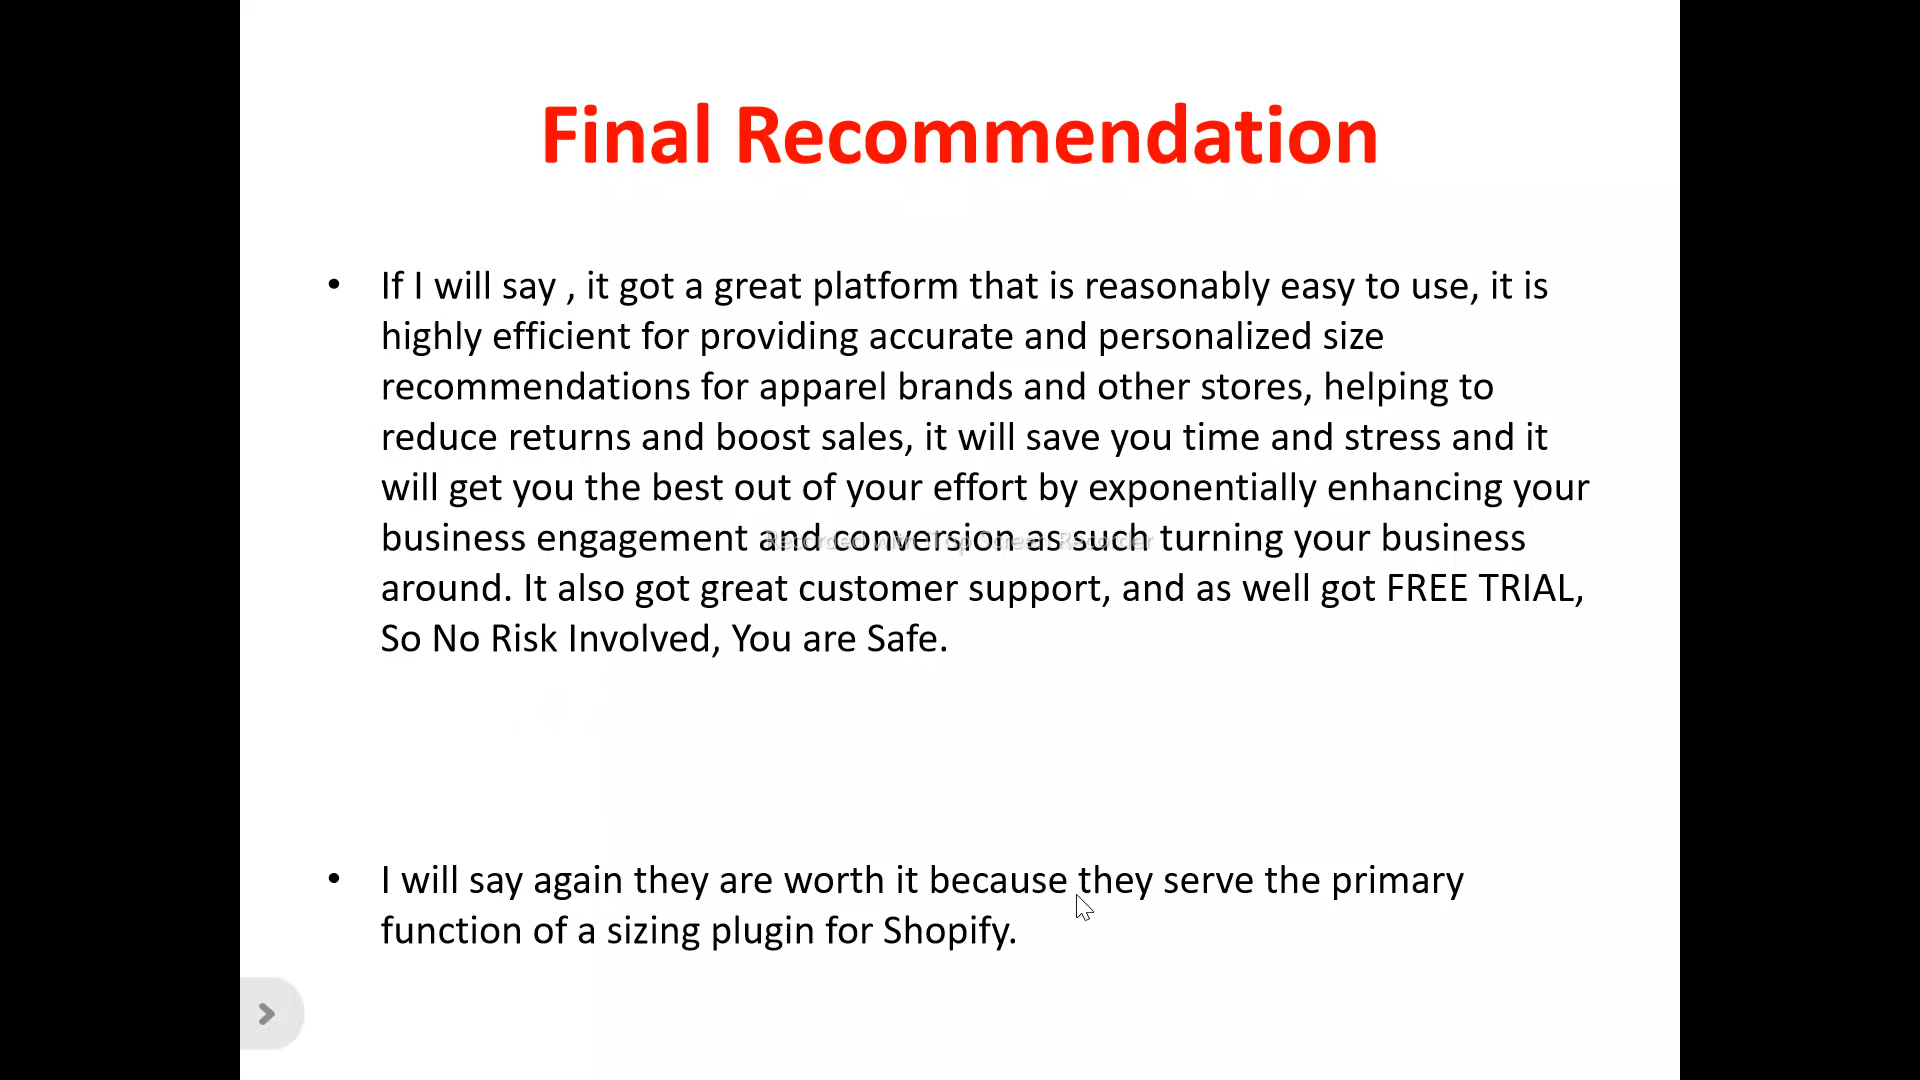 Final Recommendation
• If I will say , it got a great platform that is reasonably easy to use, it is
highly efficient for providing accurate and personalized size
recommendations for apparel brands and other stores, helping to
reduce returns and boost sales, it will save you time and stress and it
will get you the best out of your effort by exponentially enhancing your
business engagement and conversion as such turning your business
around. It also got great customer support, and as well got FREE TRIAL,
So No Risk Involved, You are Safe.
• I will say again they are worth it because they serve the primary
function of a sizing plugin for Shopify.
Recorded with iTop Screen Recorder